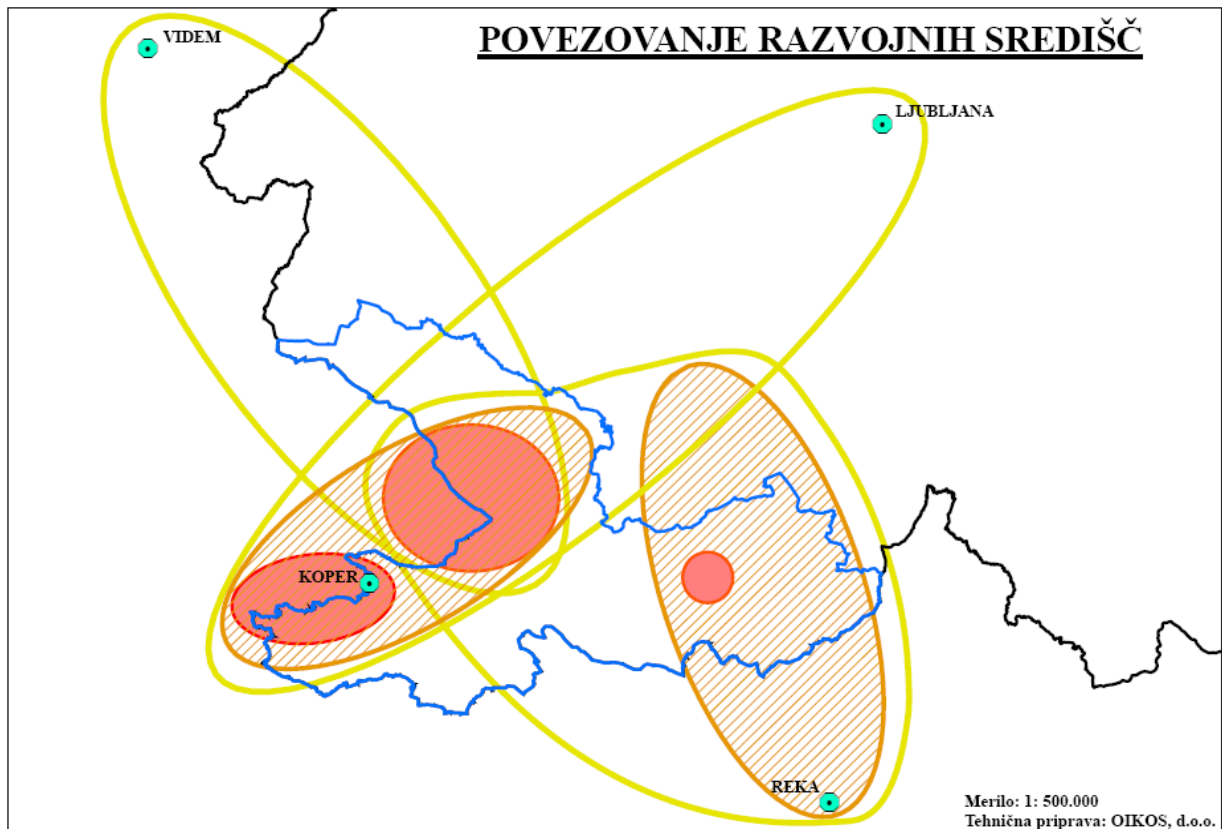 POVEZOVANJE RAZVOJNIH SREDIŠČ
VIDEM
LJUBLJANA
KOPER
REKA
Merilo: 1: 500.000
Tehnična priprava: OIKOS, d.o.o.